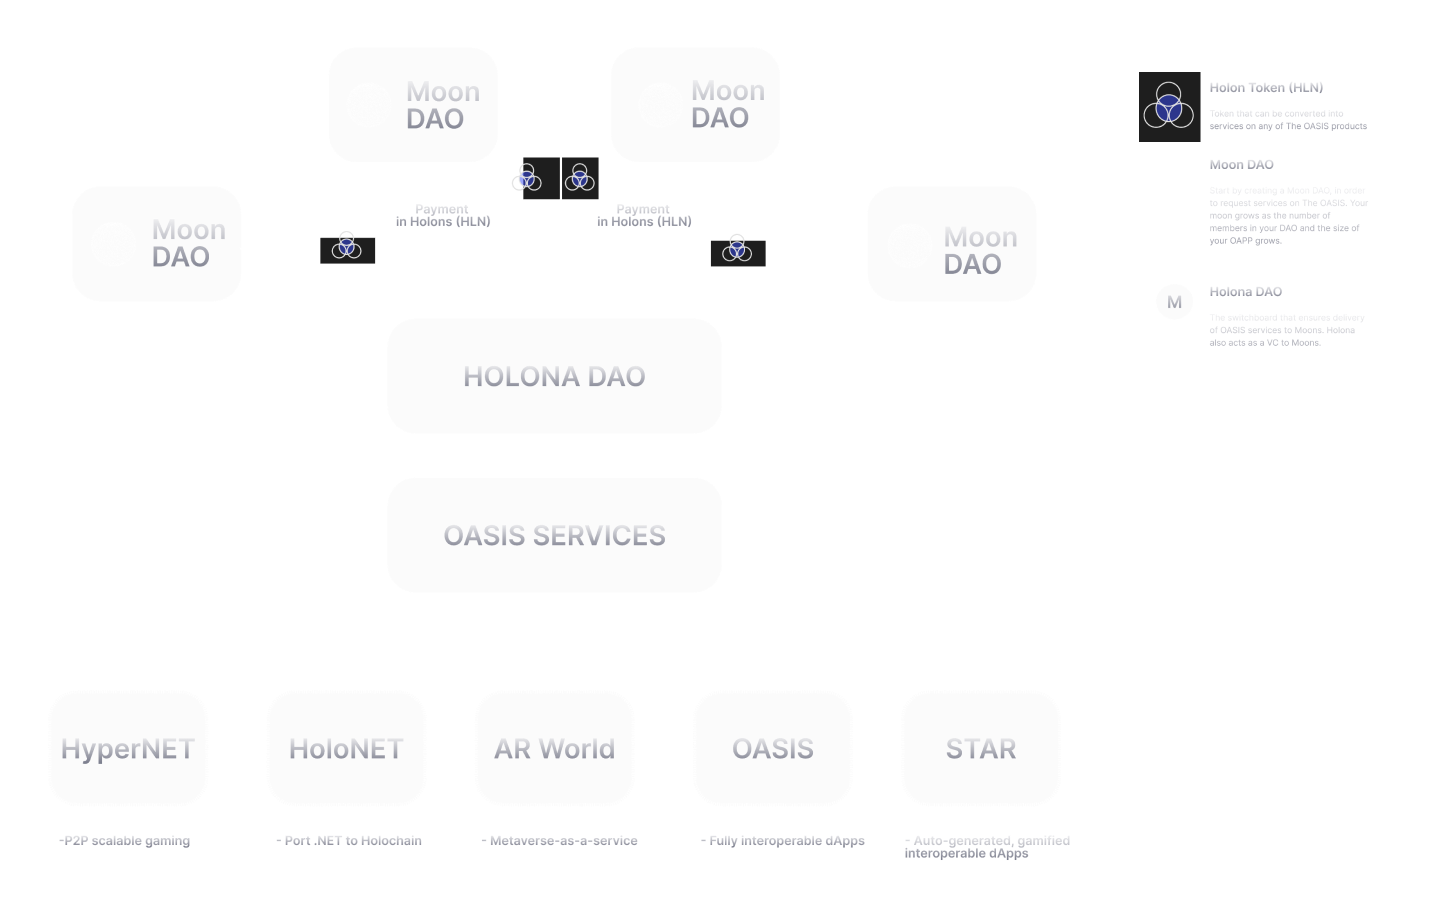 Moon
DAO
Moon
DAO
Moon
DAO
Moon
DAO
Payment
in Holons (HLN)
Payment
in Holons (HLN)
HOLONA DAO
OASIS SERVICES
HyperNET
HoloNET
AR World
OASIS
STAR
-P2P scalable gaming
- Port .NET to Holochain
- Metaverse-as-a-service
- Fully interoperable dApps
- Auto-generated, gamified
interoperable dApps
Holon Token (HLN)
Token that can be converted into
services on any of The OASIS products
Moon DAO
Start by creating a Moon DAO, in order
to request services on The OASIS. Your
moon grows as the number of
members in your DAO and the size of
your OAPP grows.
M
Holona DAO
The switchboard that ensures delivery
of OASIS services to Moons. Holona
also acts as a VC to Moons.